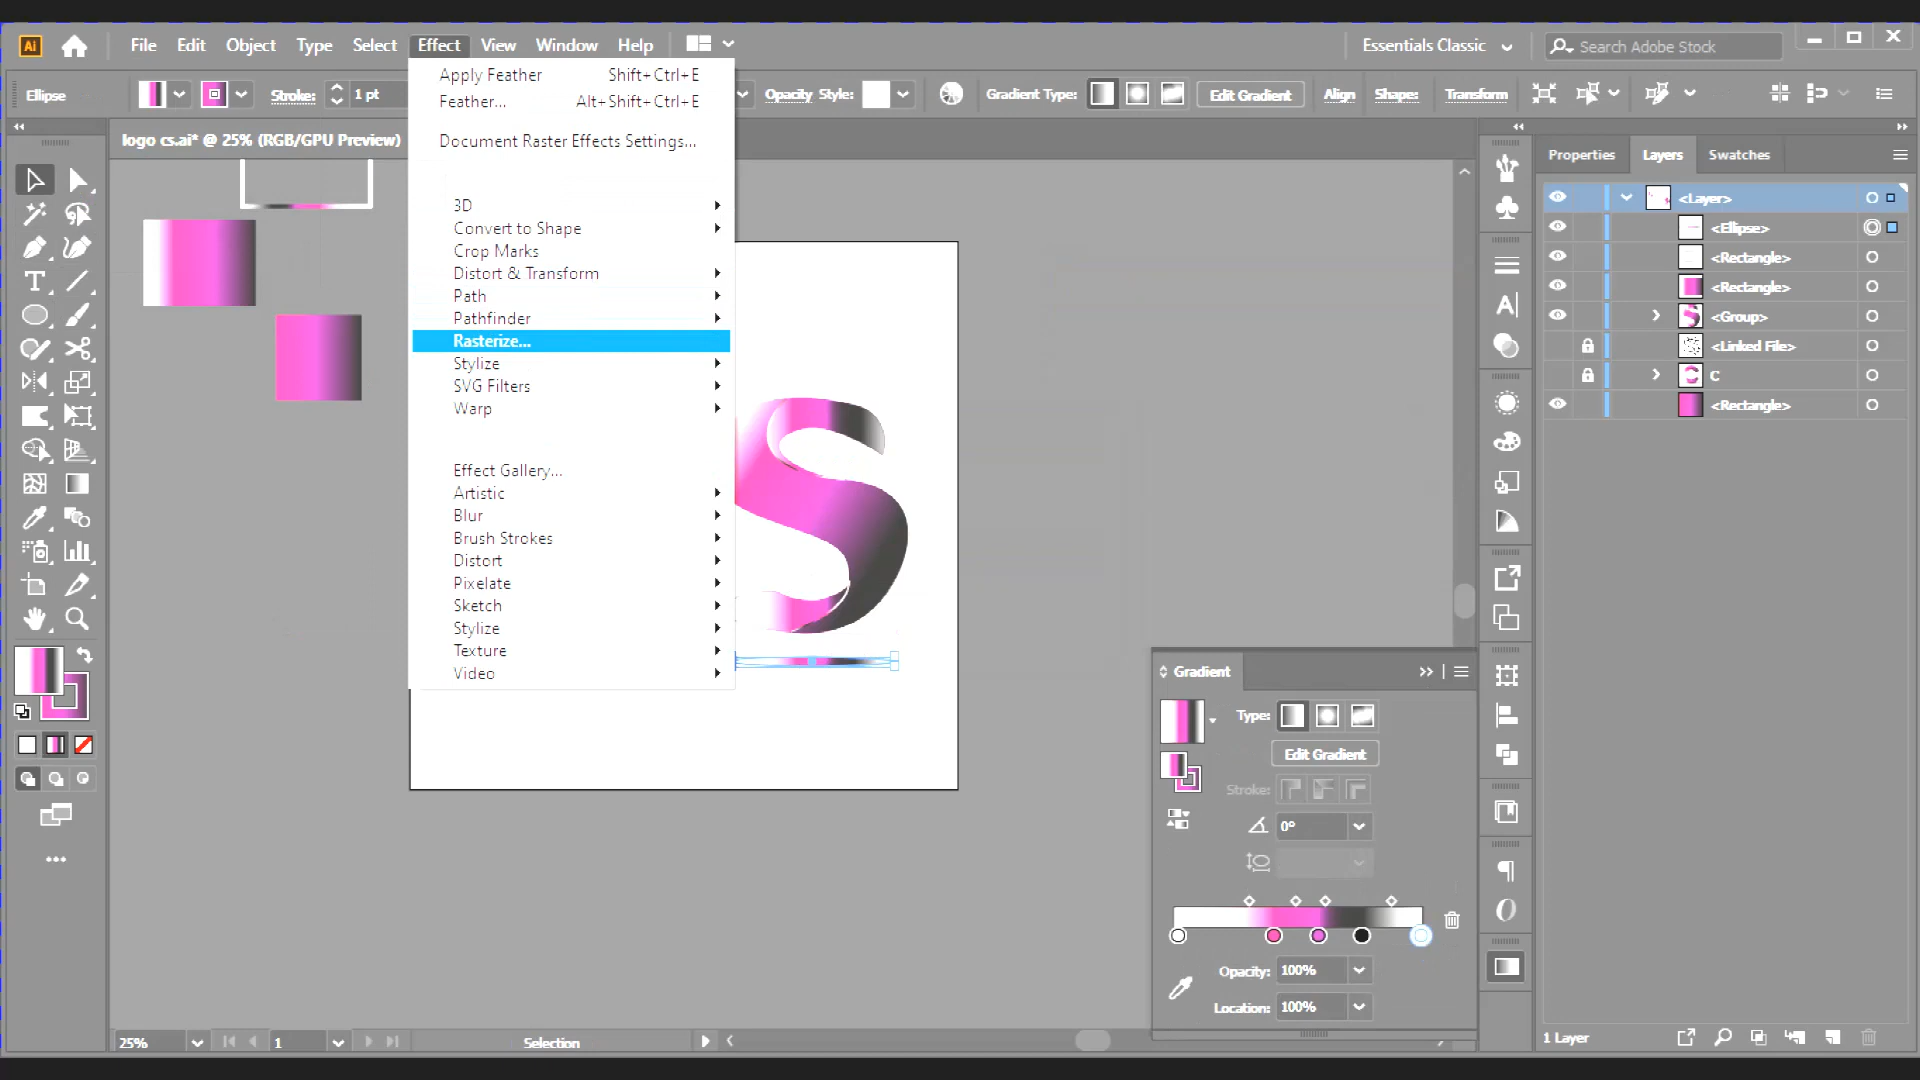 Ai File Edit Object Type Select Effect View Window Help Essentials Classic Search Adobe Stock
Ellipse Stroke: 1 pt Opacity Style: Gradient Type: Edit Gradient Align Shape: Transform
logo cs.ai* @ 25% (RGB/GPU Preview)
Apply Feather Shift+Ctrl+E
Feather... Alt+Shift+Ctrl+E
Document Raster Effects Settings...
3D
Convert to Shape
Crop Marks
Distort & Transform
Path
Pathfinder
Rasterize...
Stylize
SVG Filters
Warp
Effect Gallery...
Artistic
Blur
Brush Strokes
Distort
Pixelate
Sketch
Stylize
Texture
Video
S
Properties Layers Swatches
<Layer>
<Ellipse>
<Rectangle>
<Rectangle>
<Group>
<Linked File>
C
<Rectangle>
Gradient
Type:
Edit Gradient
Stroke:
0°
Opacity: 100%
Location: 100%
25% 1 Selection
1 Layer